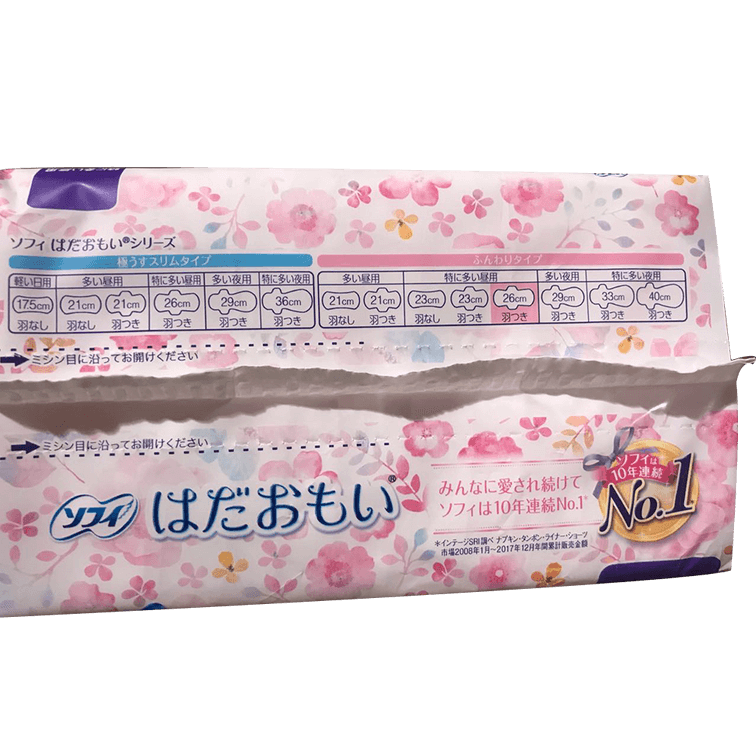 ソフィ はだおもい®シリーズ
極うすスリムタイプ ふんわりタイプ
軽い日用 多い昼用 特に多い昼用 多い夜用 特に多い夜用 多い昼用 特に多い昼用 多い夜用 特に多い夜用
17.5cm 21cm 21cm 26cm 29cm 36cm 21cm 21cm 23cm 23cm 26cm 29cm 33cm 40cm
羽なし 羽なし 羽つき 羽つき 羽つき 羽つき 羽なし 羽つき 羽なし 羽つき 羽つき 羽つき 羽つき 羽つき
ミシン目に沿ってお開けください
ミシン目に沿ってお開けください
ソフィ はだおもい®
みんなに愛され続けて
ソフィは10年連続No.1*
*インテージSRI調べ ナプキン・タンポン・ライナー・ショーツ
市場2008年1月~2017年12月年間累計販売金額
ソフィは
10年連続
No.1